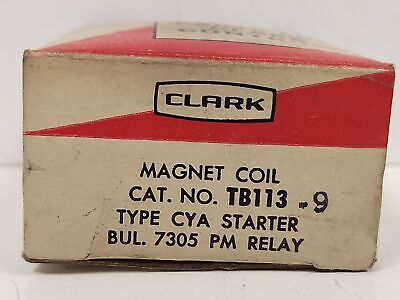 CLARK
MAGNET COIL
CAT. NO. TB113 -9
TYPE CYA STARTER
BUL. 7305 PM RELAY